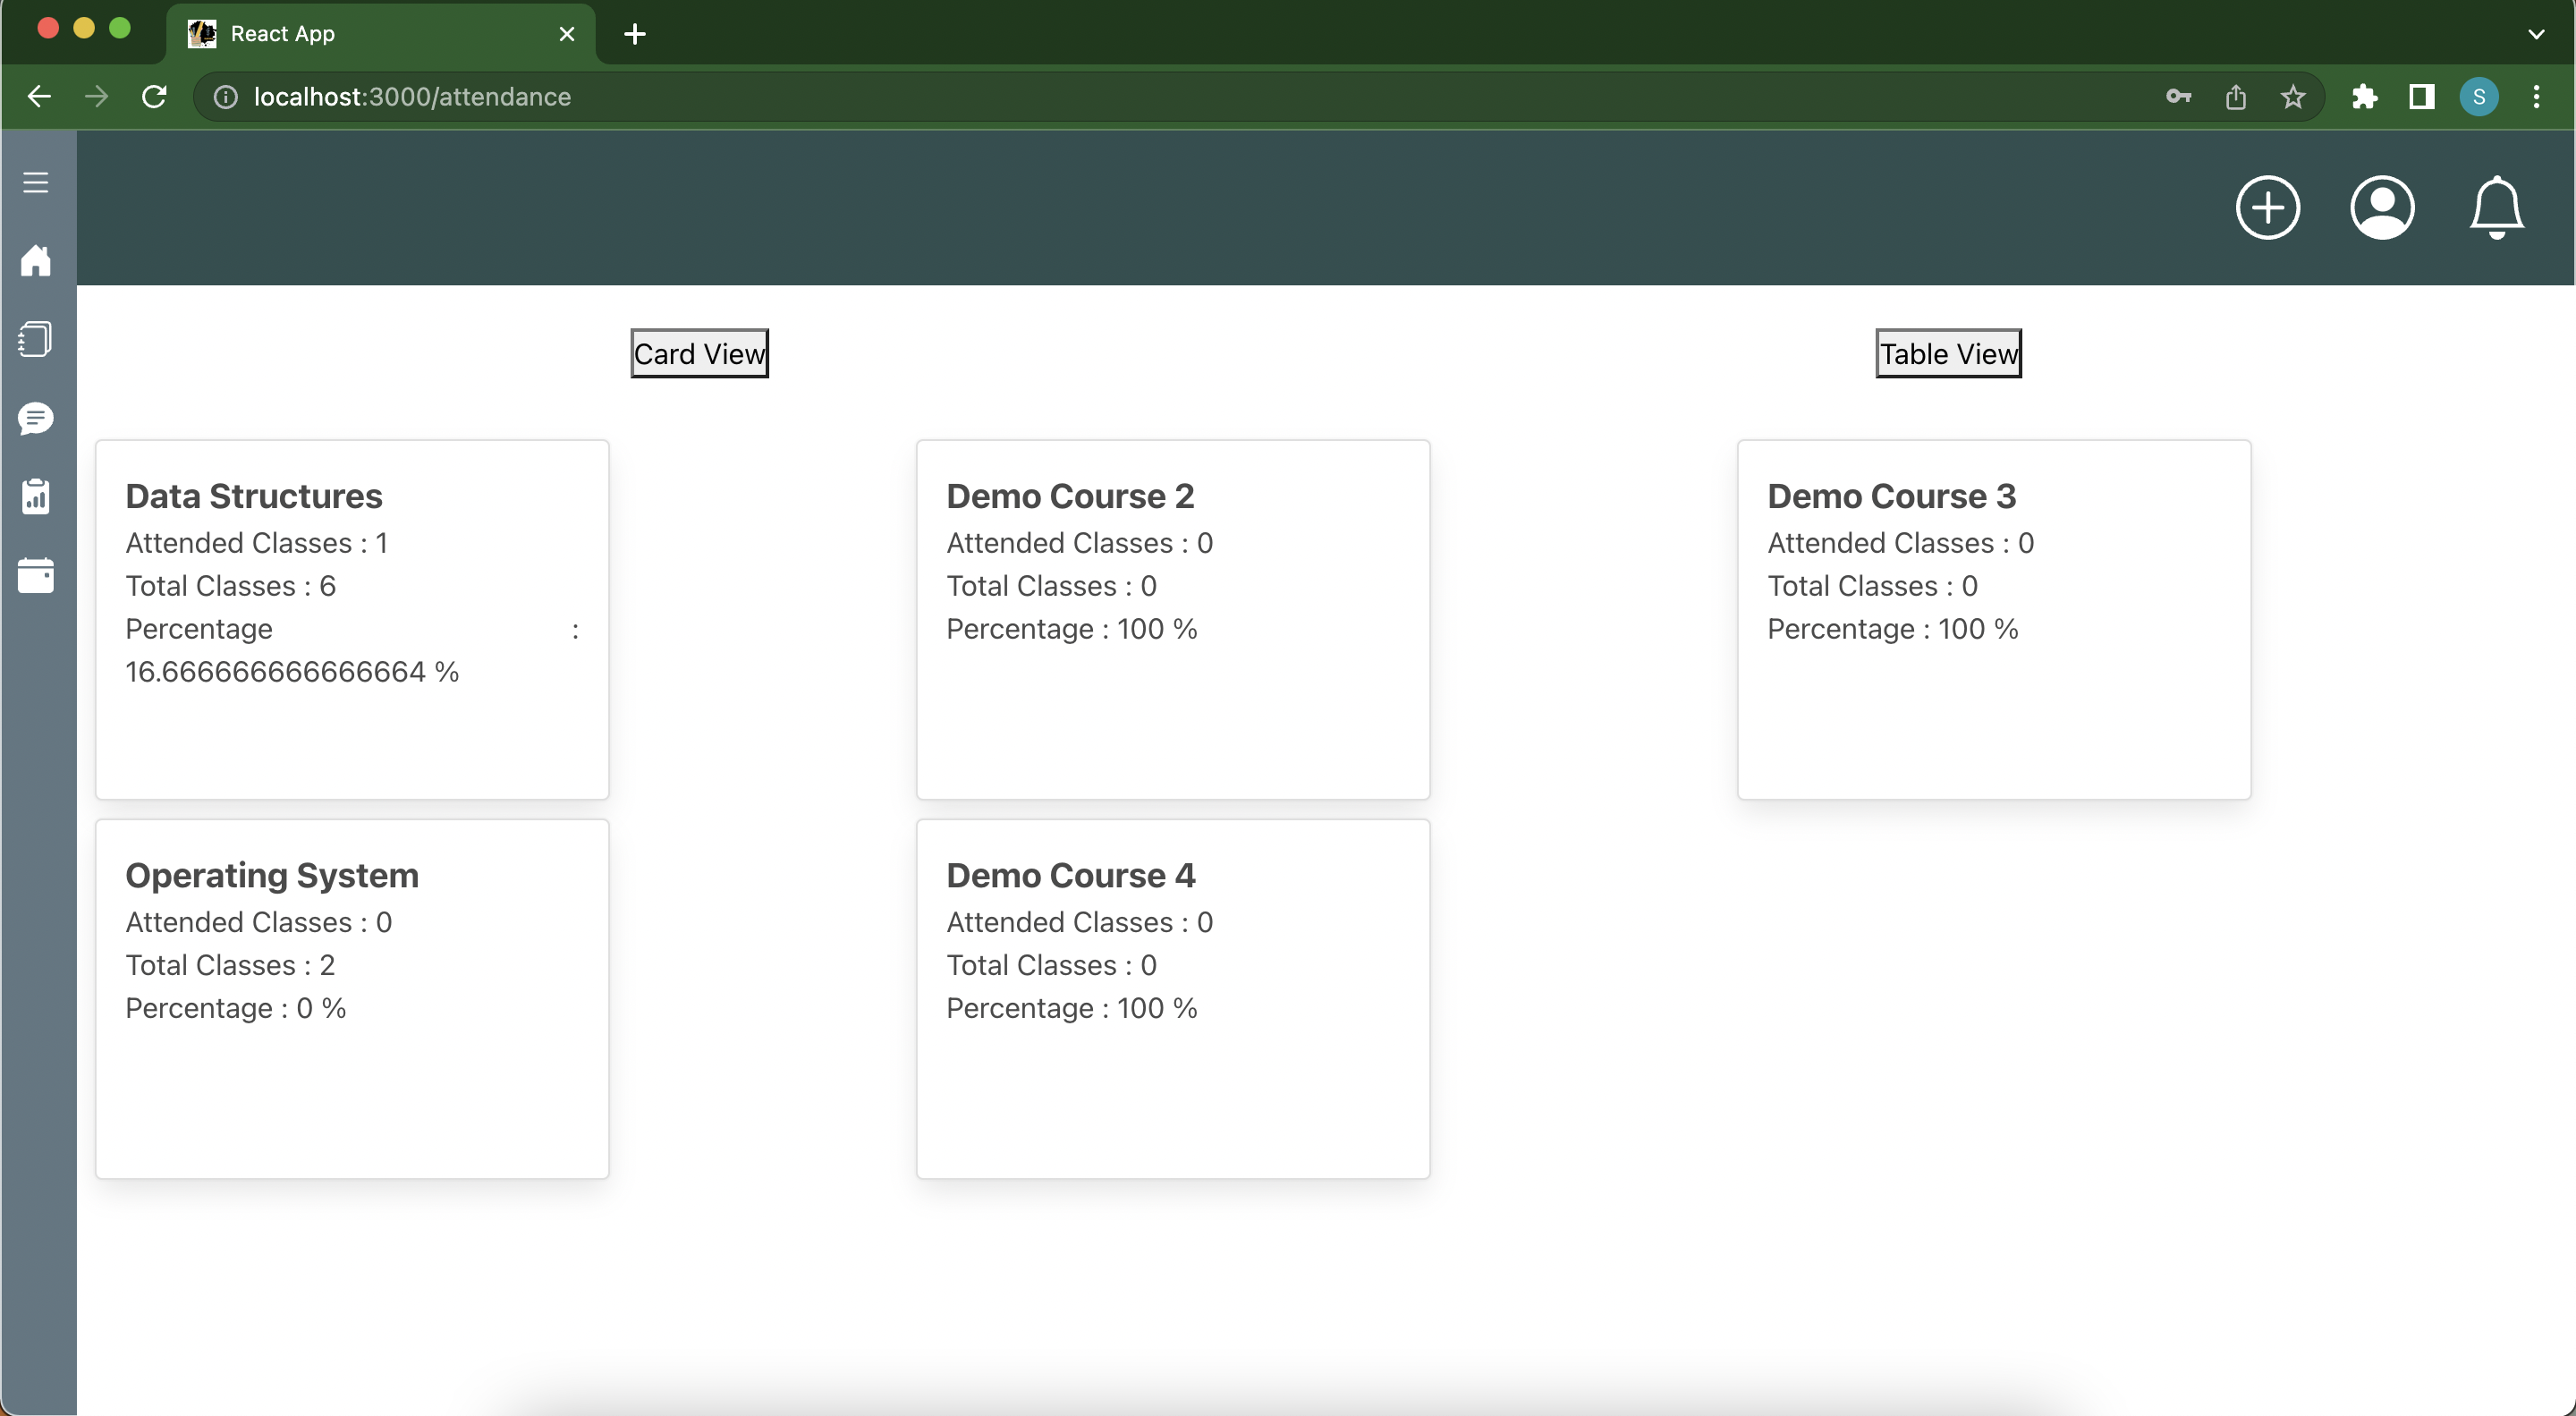 React App
localhost:3000/attendance
S
Card View
Table View
Data Structures
Attended Classes : 1
Total Classes : 6
Percentage :
16.666666666666664 %
Demo Course 2
Attended Classes : 0
Total Classes : 0
Percentage : 100 %
Demo Course 3
Attended Classes : 0
Total Classes : 0
Percentage : 100 %
Operating System
Attended Classes : 0
Total Classes : 2
Percentage : 0 %
Demo Course 4
Attended Classes : 0
Total Classes : 0
Percentage : 100 %